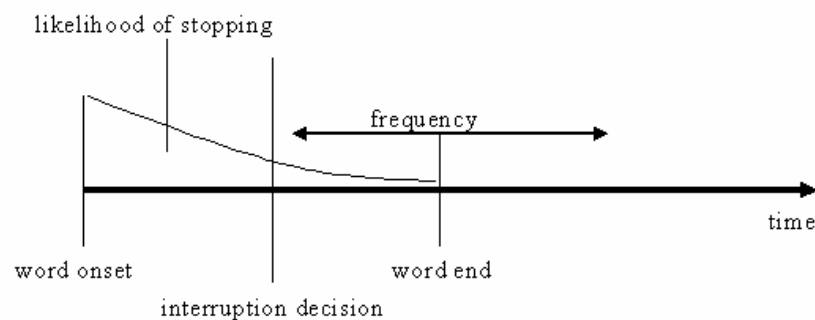 likelihood of stopping
frequency
time
word onset
word end
interruption decision